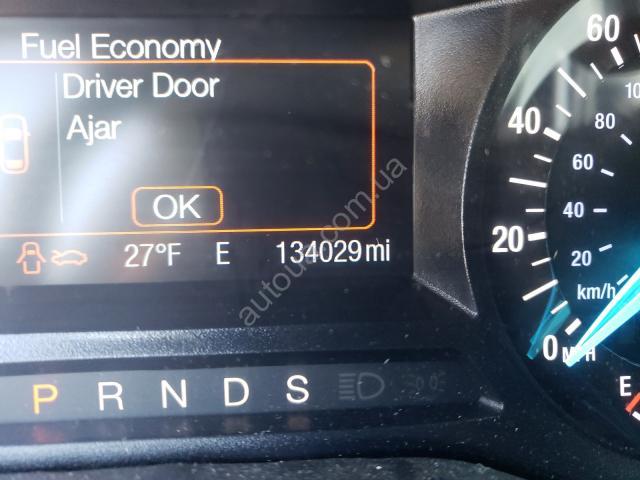 Fuel Economy
Driver Door
Ajar
OK
27°F E 134029 mi
P R N D S
60
40
20
0 MPH
80
60
40
20
km/h
E
autous.com.ua